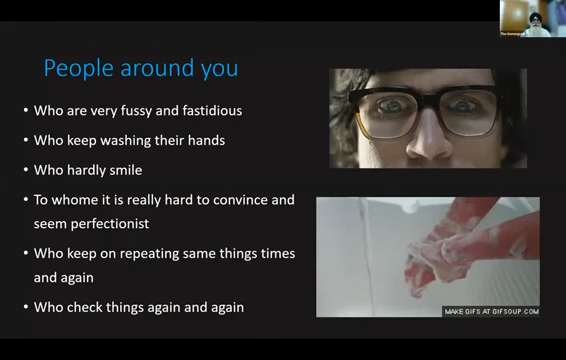 People around you
• Who are very fussy and fastidious
• Who keep washing their hands
• Who hardly smile
• To whome it is really hard to convince and
seem perfectionist
• Who keep on repeating same things times
and again
• Who check things again and again
MAKE GIFS AT GIFSOUP.COM